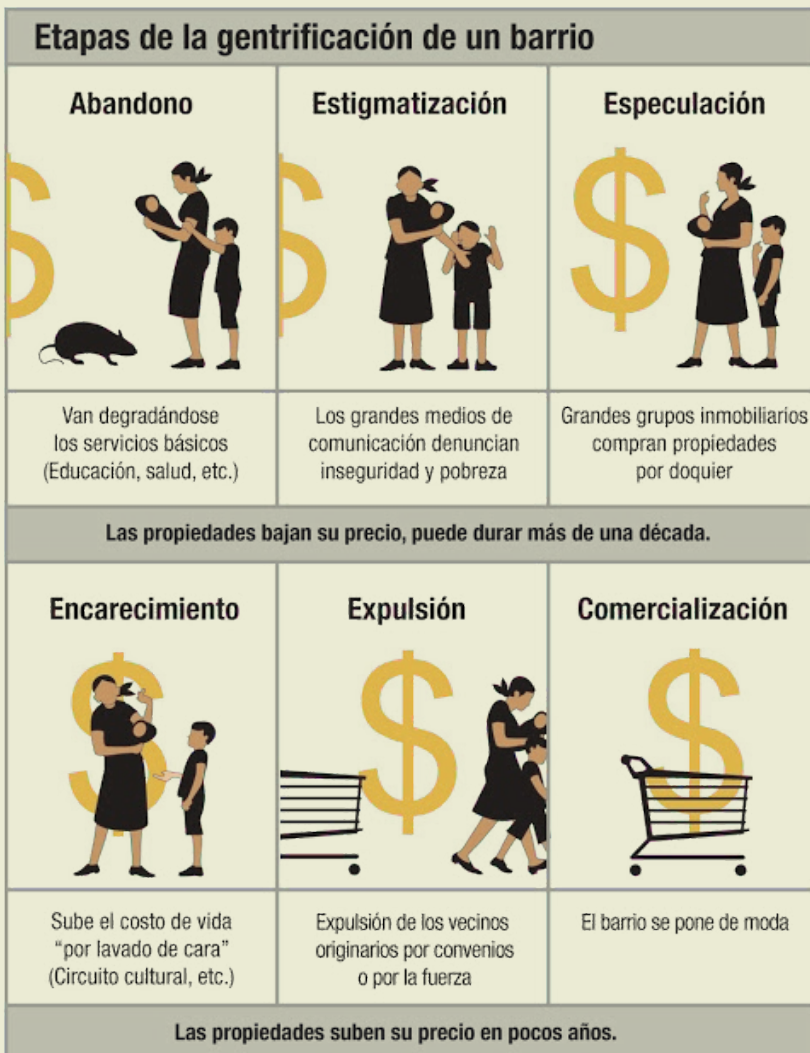 Etapas de la gentrificación de un barrio
Abandono
Van degradándose
los servicios básicos
(Educación, salud, etc.)
Estigmatización
Los grandes medios de
comunicación denuncian
inseguridad y pobreza
Especulación
Grandes grupos inmobiliarios
compran propiedades
por doquier
Las propiedades bajan su precio, puede durar más de una década.
Encarecimiento
Sube el costo de vida
“por lavado de cara”
(Circuito cultural, etc.)
Expulsión
Expulsión de los vecinos
originarios por convenios
o por la fuerza
Comercialización
El barrio se pone de moda
Las propiedades suben su precio en pocos años.